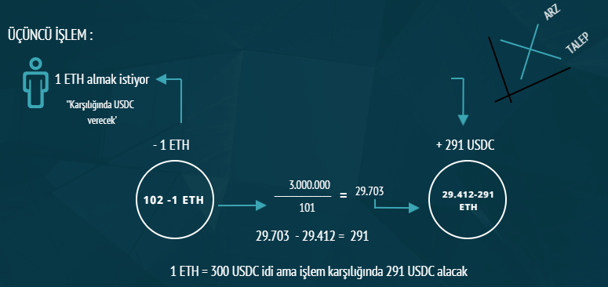 ÜÇÜNCÜ İŞLEM :
ARZ
TALEP
1 ETH almak istiyor
"Karşılığında USDC
verecek'
- 1 ETH
+ 291 USDC
102 -1 ETH
3.000.000
101
= 29.703
29.412-291
ETH
29.703 - 29.412 = 291
1 ETH = 300 USDC idi ama işlem karşılığında 291 USDC alacak